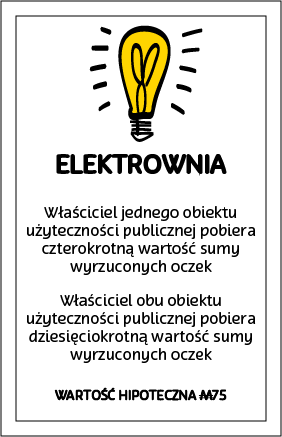 ELEKTROWNIA
Właściciel jednego obiektu
użyteczności publicznej pobiera
czterokrotną wartość sumy
wyrzuconych oczek
Właściciel obu obiektu
użyteczności publicznej pobiera
dziesięciokrotną wartość sumy
wyrzuconych oczek
WARTOŚĆ HIPOTECZNA M75